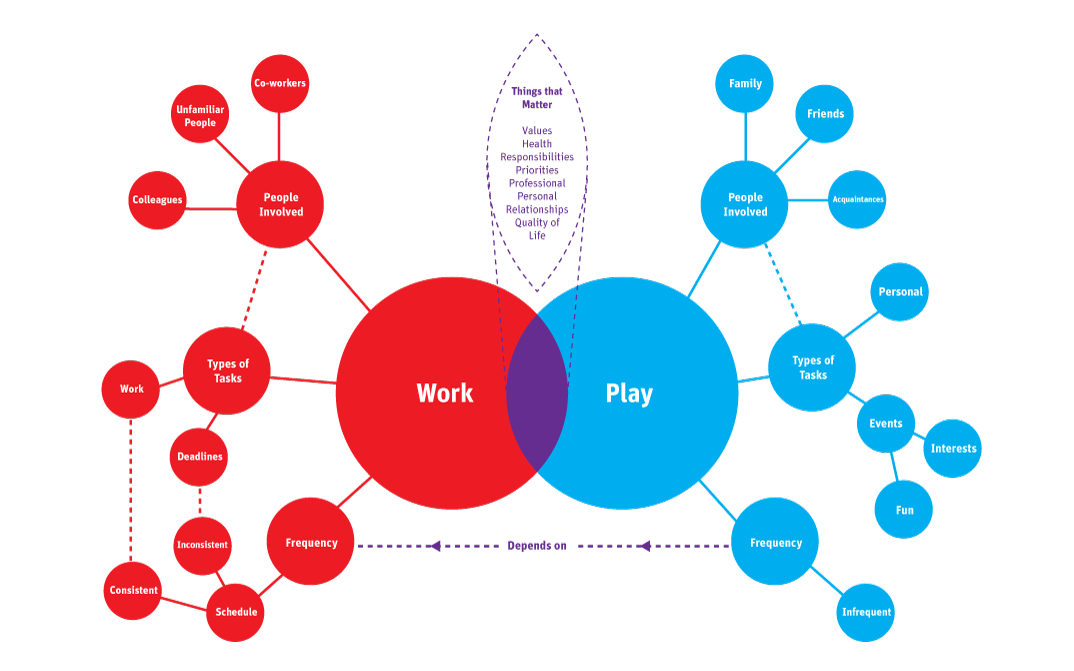 Co-workers
Unfamiliar
People
Colleagues
People
Involved
Types of
Tasks
Work
Deadlines
Inconsistent
Consistent
Schedule
Frequency
Work
Things that
Matter
Values
Health
Responsibilities
Priorities
Professional
Personal
Relationships
Quality of
Life
Depends on
Play
Family
Friends
Acquaintances
People
Involved
Personal
Types of
Tasks
Events
Interests
Fun
Frequency
Infrequent